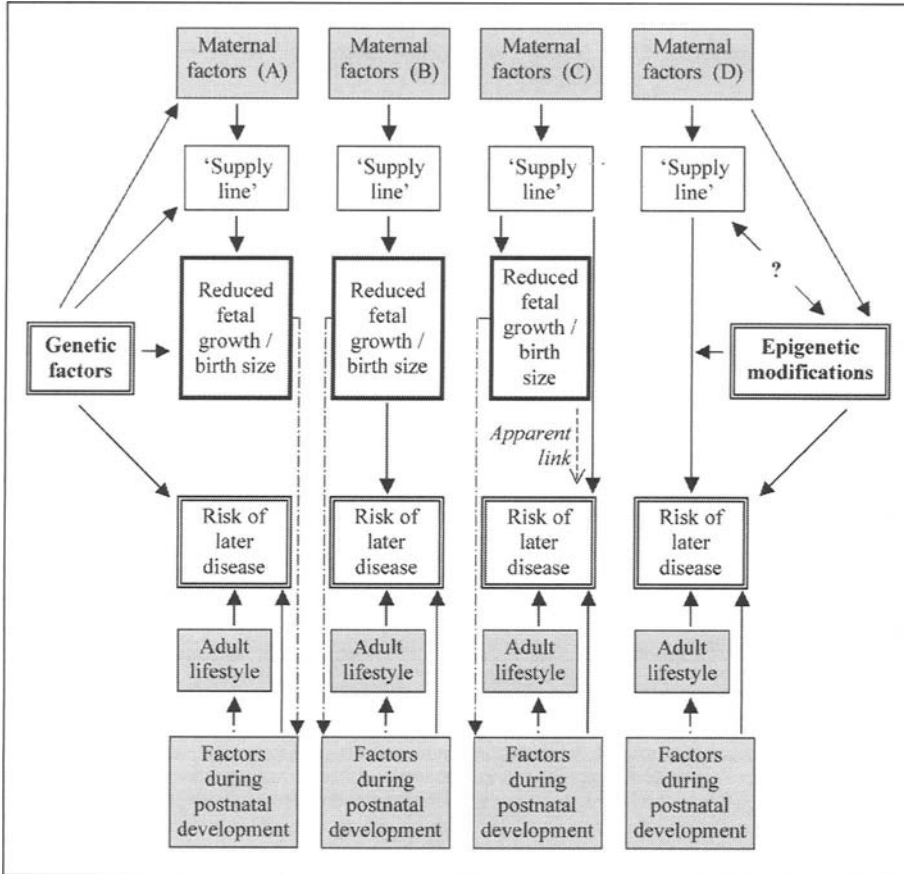 Maternal
factors (A)
Maternal
factors (B)
Maternal
factors (C)
Maternal
factors (D)
'Supply
line'
'Supply
line'
'Supply
line'
'Supply
line'
?
Reduced
fetal
growth /
birth size
Reduced
fetal
growth /
birth size
Reduced
fetal
growth /
birth
size
Genetic
factors
Epigenetic
modifications
Apparent
link
Risk of
later
disease
Risk of
later
disease
Risk of
later
disease
Risk of
later
disease
Adult
lifestyle
Adult
lifestyle
Adult
lifestyle
Adult
lifestyle
Factors
during
postnatal
development
Factors
during
postnatal
development
Factors
during
postnatal
development
Factors
during
postnatal
development